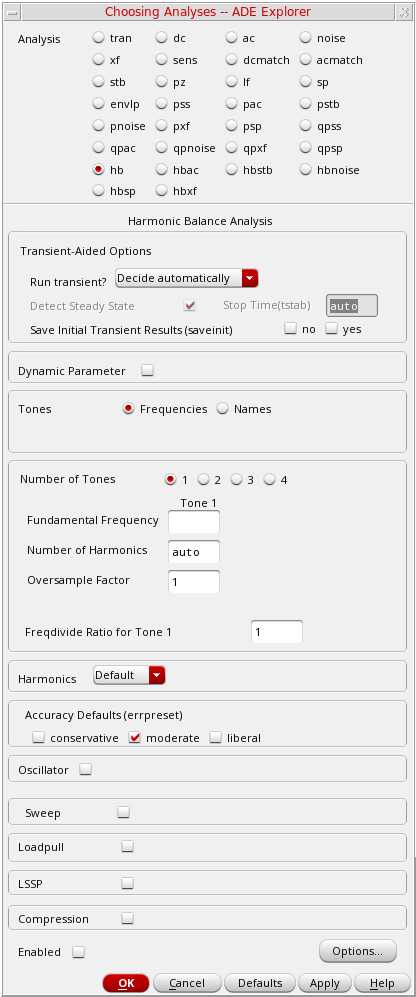 Choosing Analyses -- ADE Explorer
Analysis
tran dc ac noise
xf sens dcmatch acmatch
stb pz lf sp
envlp pss pac pstb
pnoise pxf psp qpss
qpac qpnoise qpxf qpsp
hb hbac hbstb hbnoise
hbsp hbxf
Harmonic Balance Analysis
Transient-Aided Options
Run transient? Decide automatically
Detect Steady State Stop Time(tstab) auto
Save Initial Transient Results (saveinit) no yes
Dynamic Parameter
Tones Frequencies Names
Number of Tones 1 2 3 4
Tone 1
Fundamental Frequency
Number of Harmonics auto
Oversample Factor 1
Freqdivide Ratio for Tone 1 1
Harmonics Default
Accuracy Defaults (errpreset)
conservative moderate liberal
Oscillator
Sweep
Loadpull
LSSP
Compression
Enabled Options...
OK Cancel Defaults Apply Help